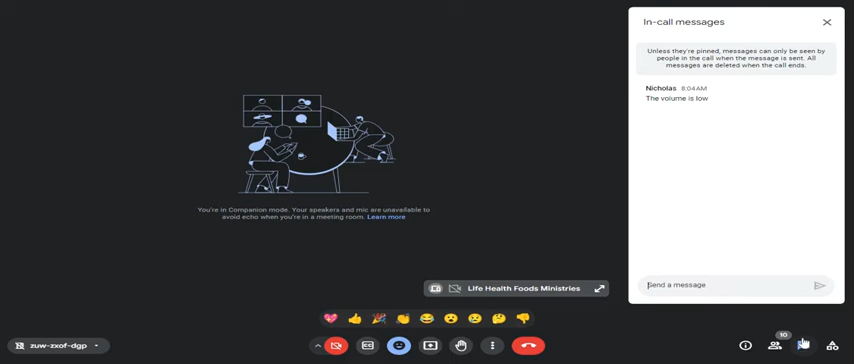 In-call messages
Unless they're pinned, messages can only be seen by
people in the call when the message is sent. All
messages are deleted when the call ends.
Nicholas 8:04AM
The volume is low
You're in Companion mode. Your speakers and mic are unavailable to
avoid echo when you're in a meeting room. Learn more
Life Health Foods Ministries
Send a message
zuw-zxof-dgp
CC
10